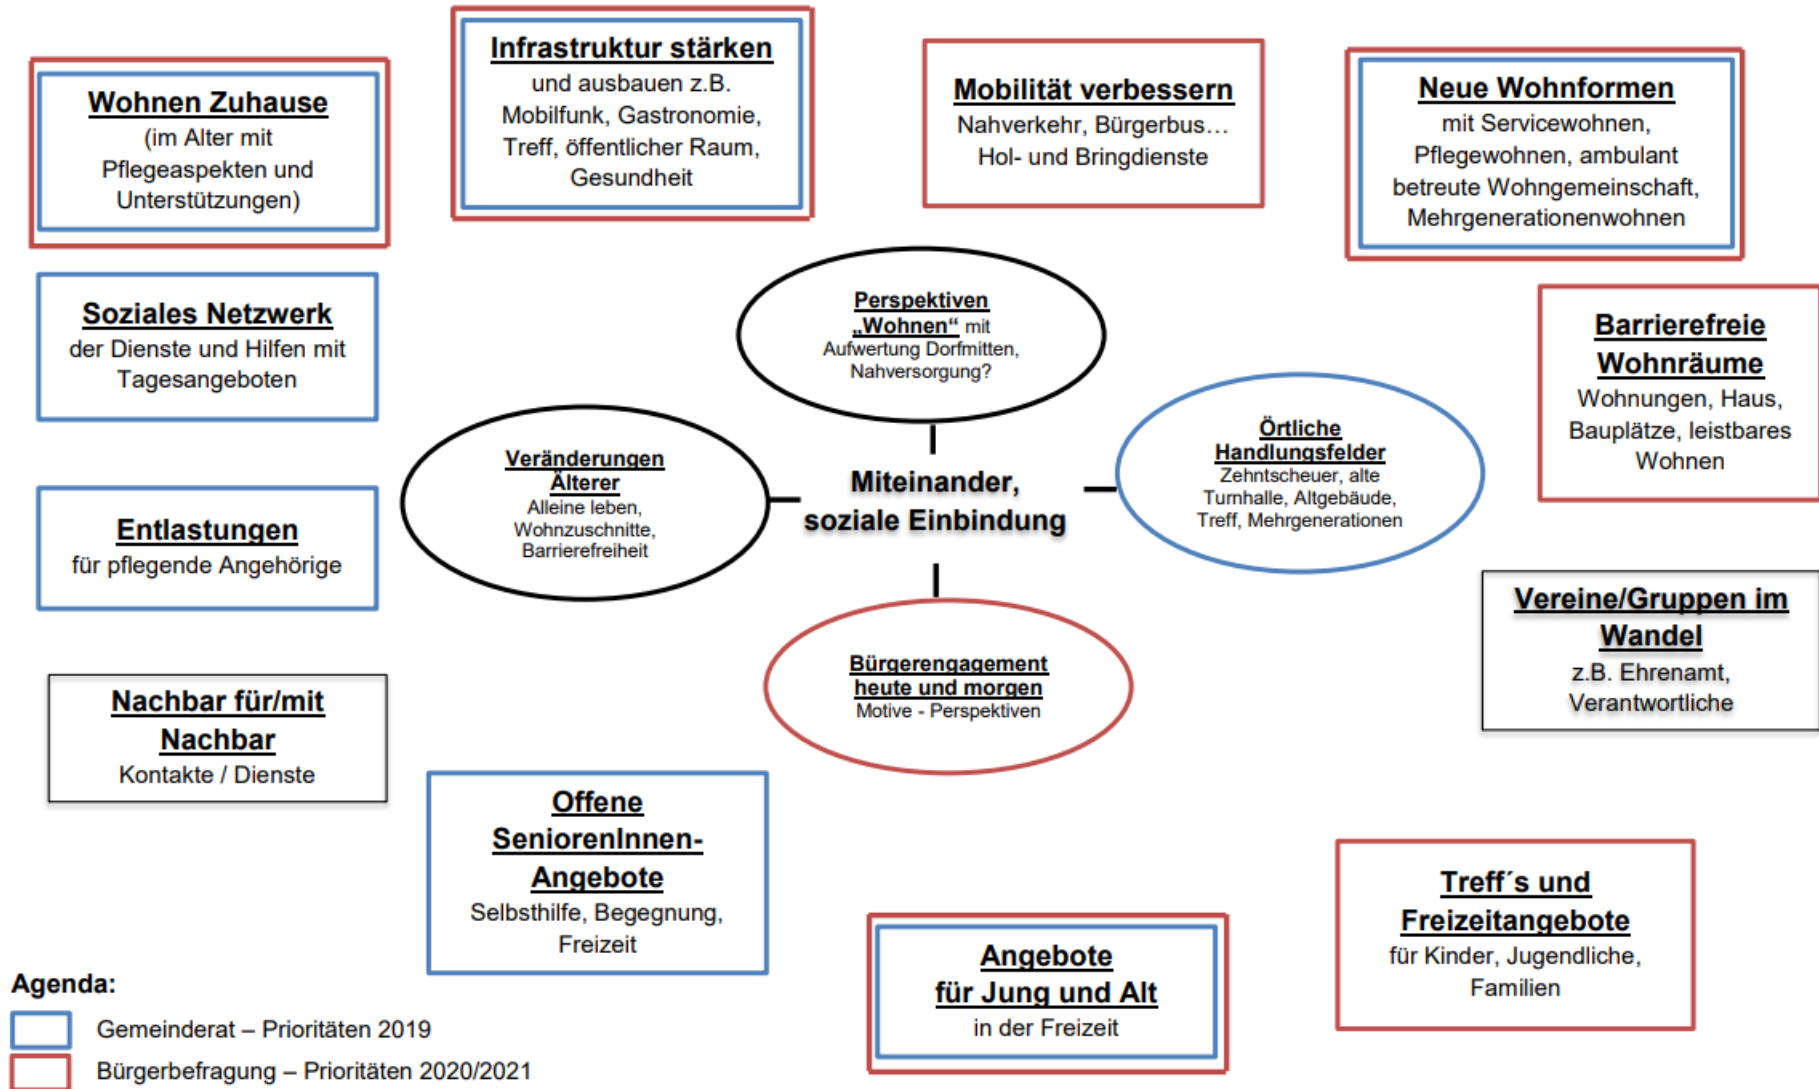 Infrastruktur stärken
und ausbauen z.B.
Mobilfunk, Gastronomie,
Treff, öffentlicher Raum,
Gesundheit
Wohnen Zuhause
(im Alter mit
Pflegeaspekten und
Unterstützungen)
Mobilität verbessern
Nahverkehr, Bürgerbus…
Hol- und Bringdienste
Neue Wohnformen
mit Servicewohnen,
Pflegewohnen, ambulant
betreute Wohngemeinschaft,
Mehrgenerationenwohnen
Soziales Netzwerk
der Dienste und Hilfen mit
Tagesangeboten
Perspektiven
„Wohnen“ mit
Aufwertung Dorfmitten,
Nahversorgung?
Barrierefreie
Wohnräume
Wohnungen, Haus,
Bauplätze, leistbares
Wohnen
Veränderungen
Älterer
Alleine leben,
Wohnzuschnitte,
Barrierefreiheit
Miteinander,
soziale Einbindung
Örtliche
Handlungsfelder
Zehntscheuer, alte
Turnhalle, Altgebäude,
Treff, Mehrgenerationen
Entlastungen
für pflegende Angehörige
Vereine/Gruppen im
Wandel
z.B. Ehrenamt,
Verantwortliche
Bürgerengagement
heute und morgen
Motive - Perspektiven
Nachbar für/mit
Nachbar
Kontakte / Dienste
Offene
SeniorenInnen-
Angebote
Selbsthilfe, Begegnung,
Freizeit
Angebote
für Jung und Alt
in der Freizeit
Treff´s und
Freizeitangebote
für Kinder, Jugendliche,
Familien
Agenda:
Gemeinderat – Prioritäten 2019
Bürgerbefragung – Prioritäten 2020/2021